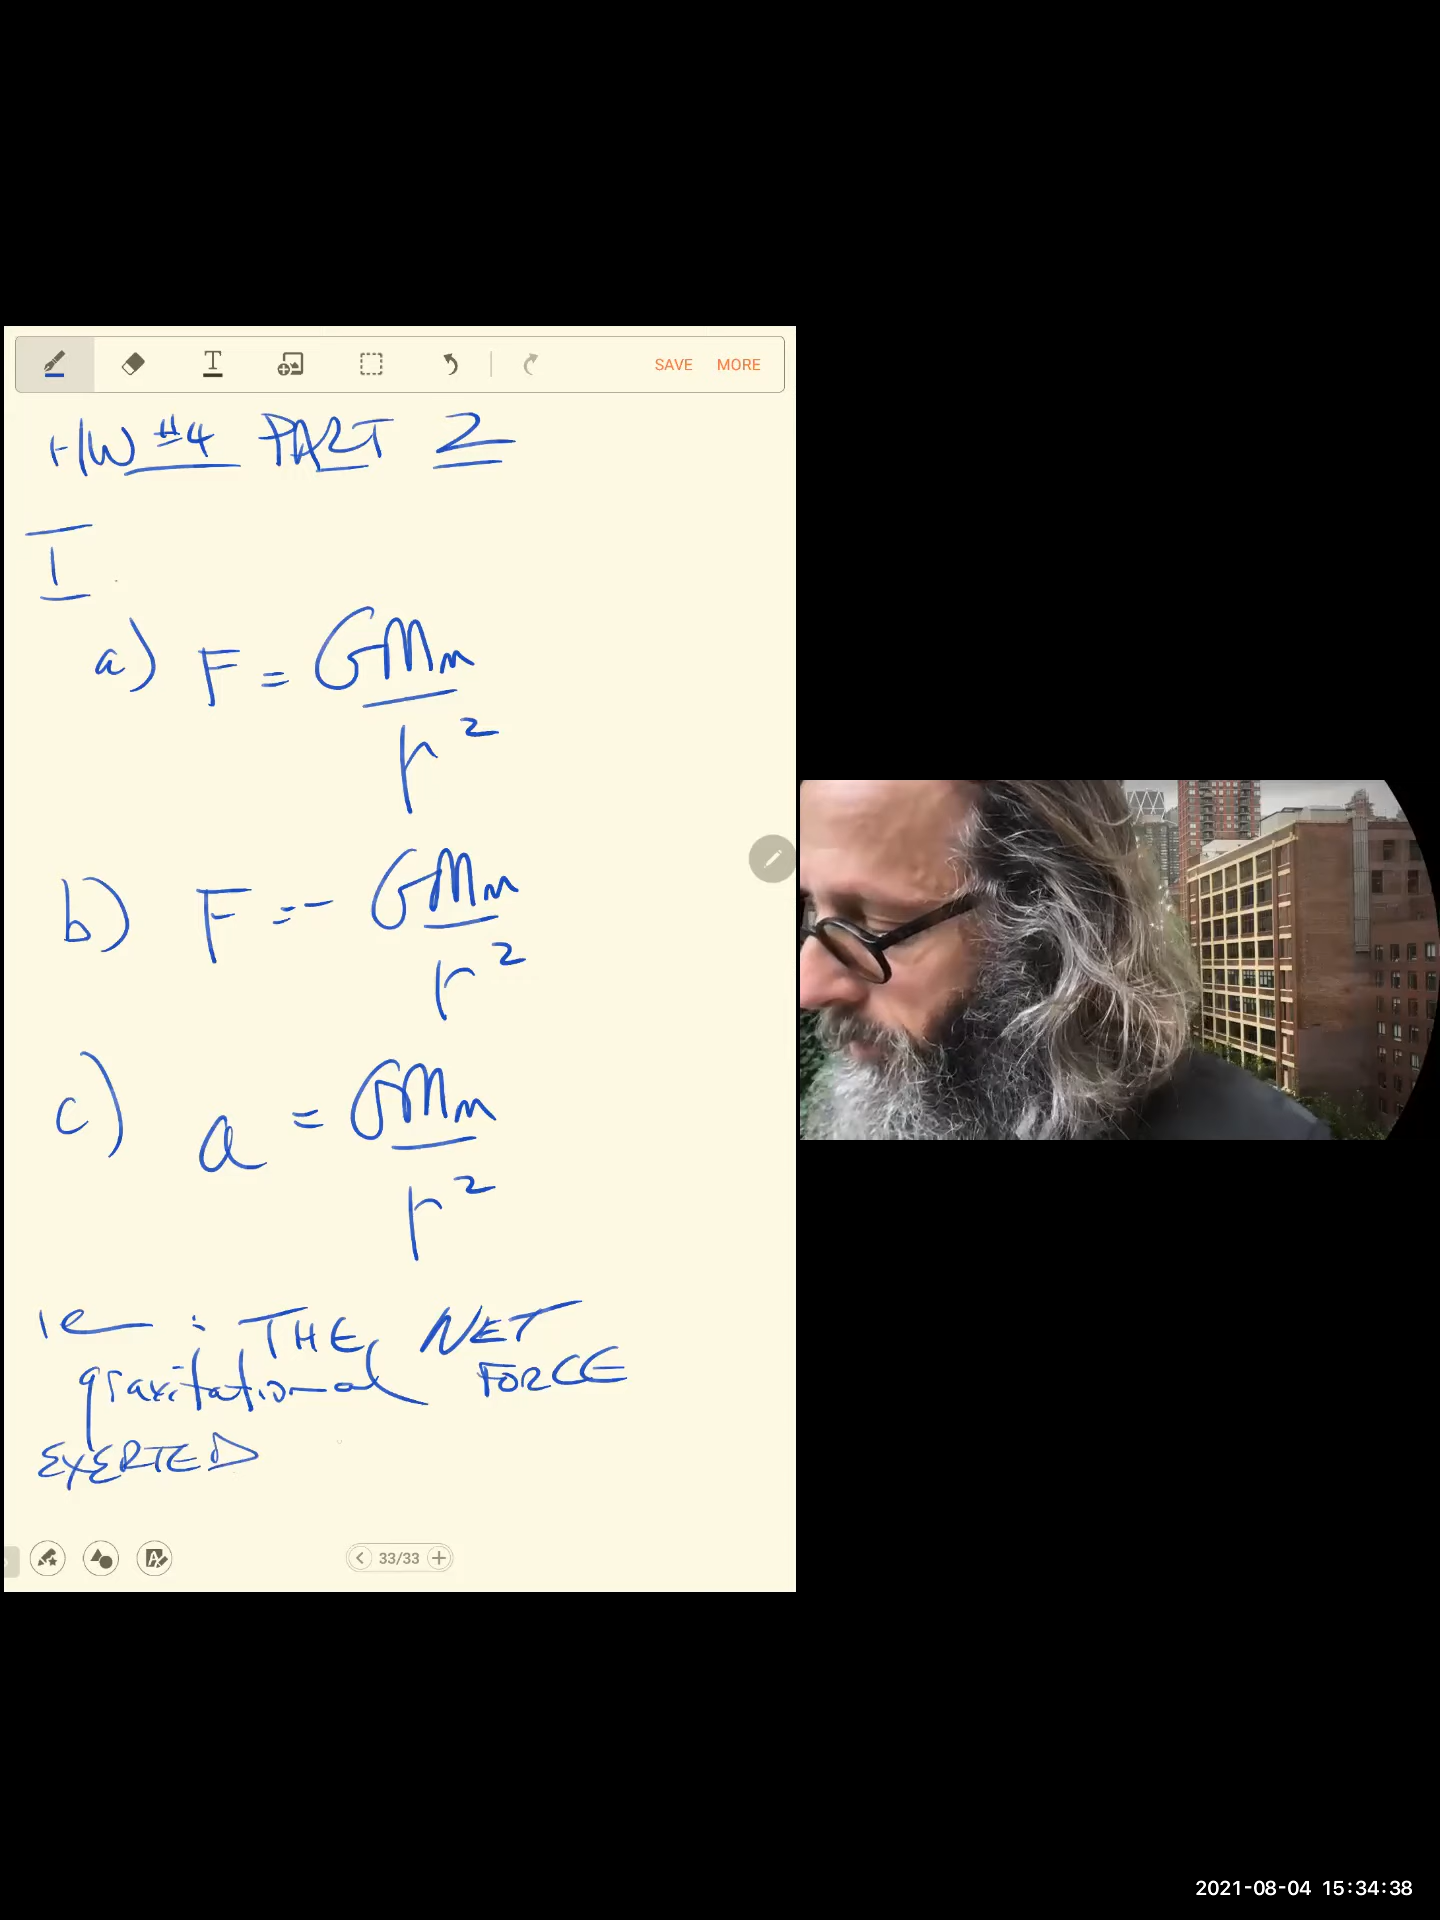 SAVE MORE
HW #4 PART 2
I
a) F = GMm
r²
b) F = - GMm
r²
c) a = GMm
r²
ie : THE NET
gravitational FORCE
EXERTED
33/33
2021-08-04 15:34:38